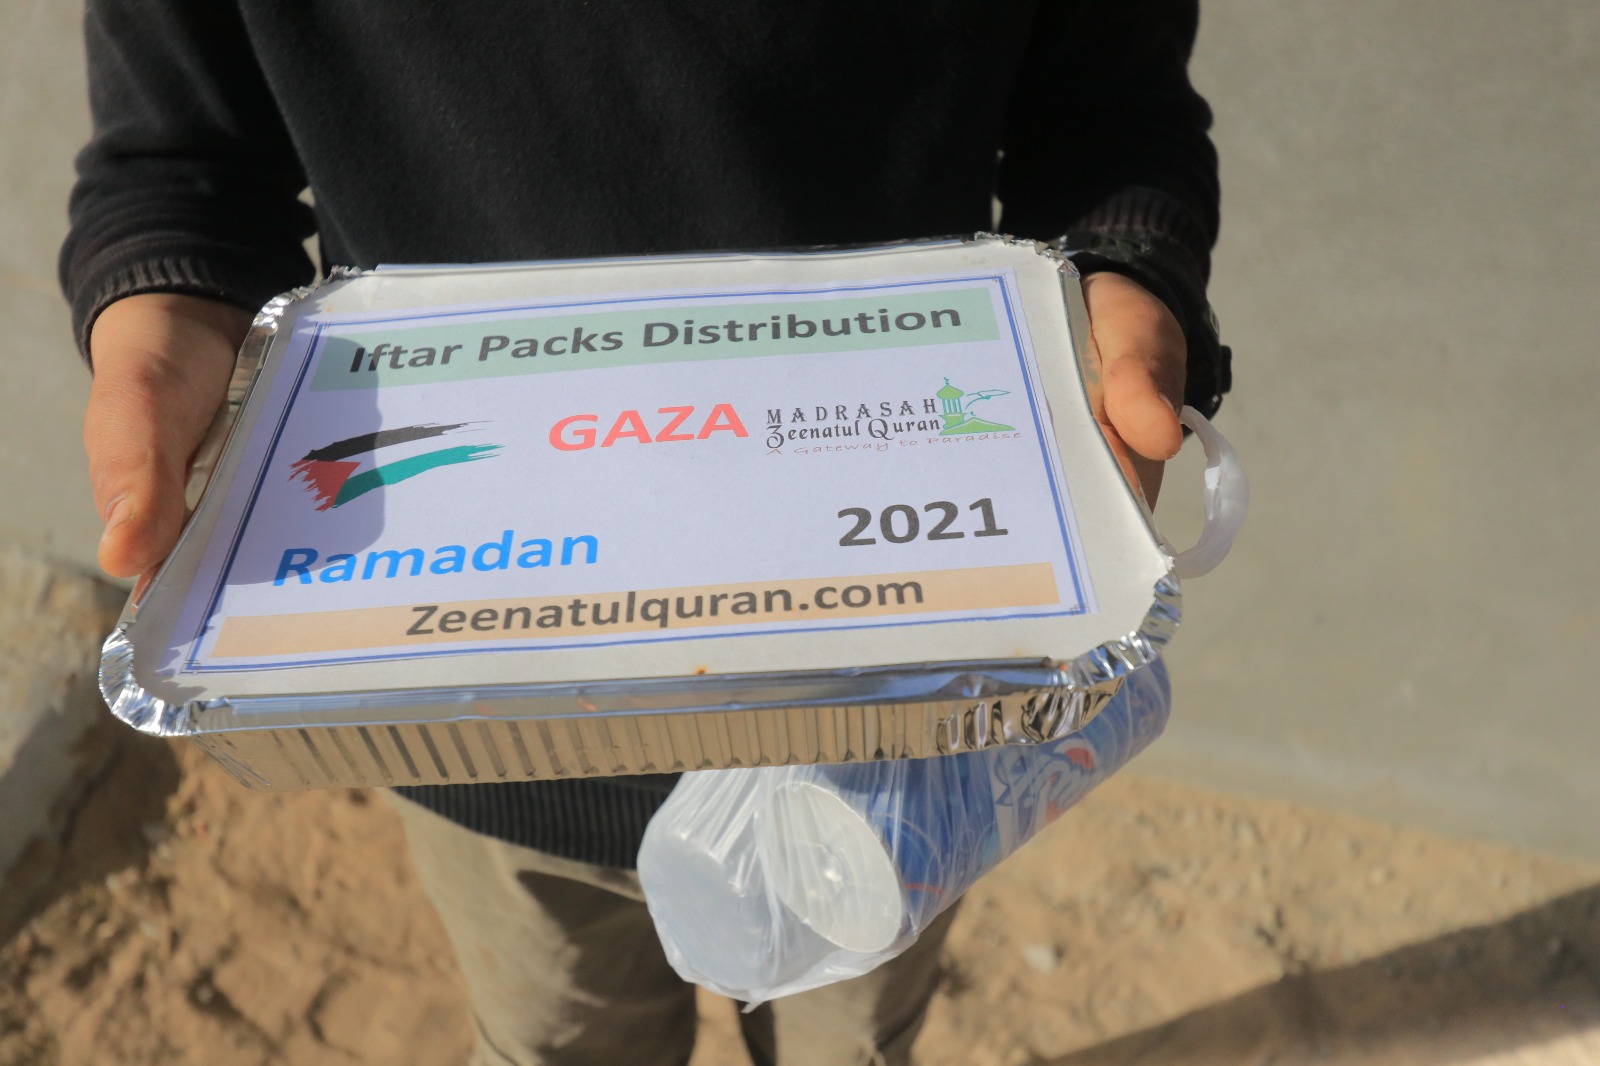 Iftar Packs Distribution
GAZA
MADRASAH
Zeenatul Quran
A Gateway to Paradise
Ramadan
2021
Zeenatulquran.com